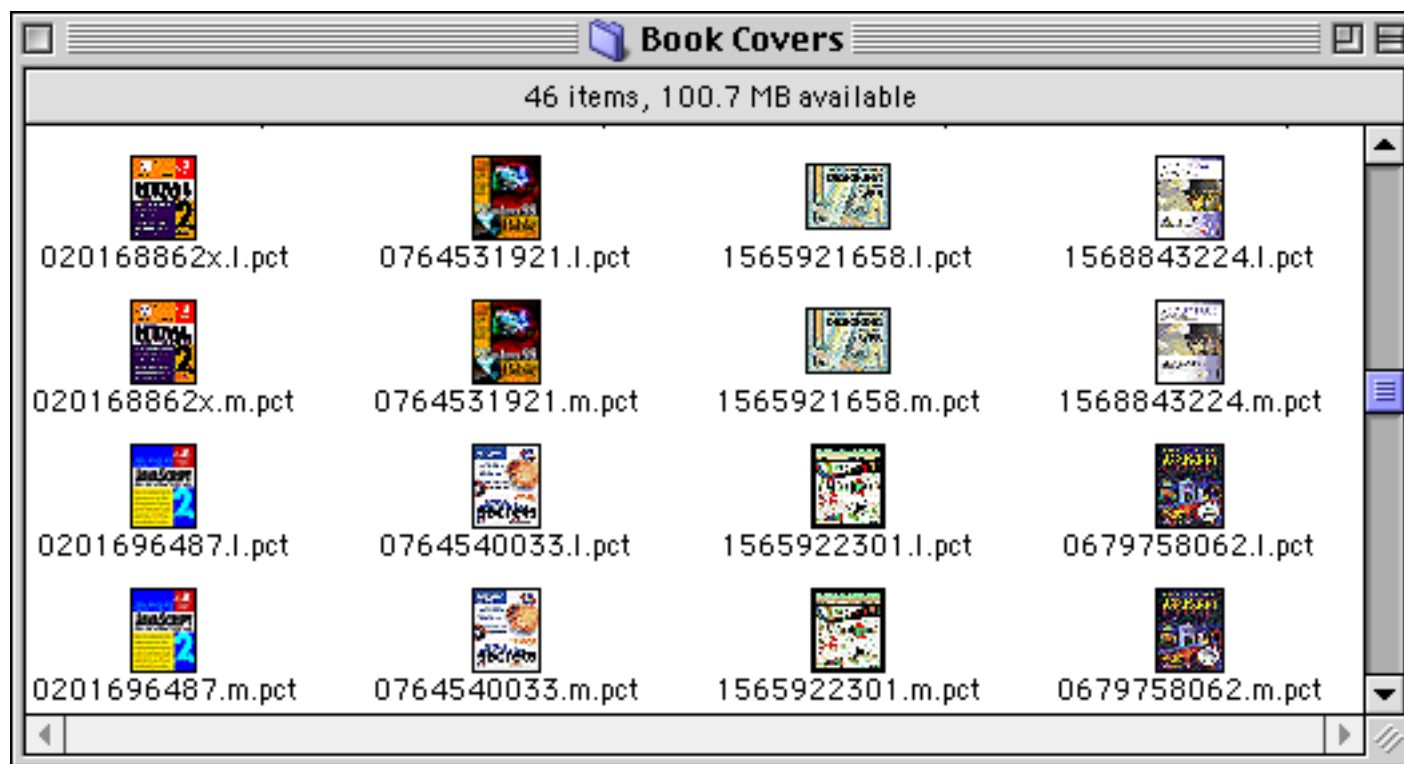 Book Covers
46 items, 100.7 MB available
020168862x.l.pct 0764531921.l.pct 1565921658.l.pct 1568843224.l.pct
020168862x.m.pct 0764531921.m.pct 1565921658.m.pct 1568843224.m.pct
0201696487.l.pct 0764540033.l.pct 1565922301.l.pct 0679758062.l.pct
0201696487.m.pct 0764540033.m.pct 1565922301.m.pct 0679758062.m.pct